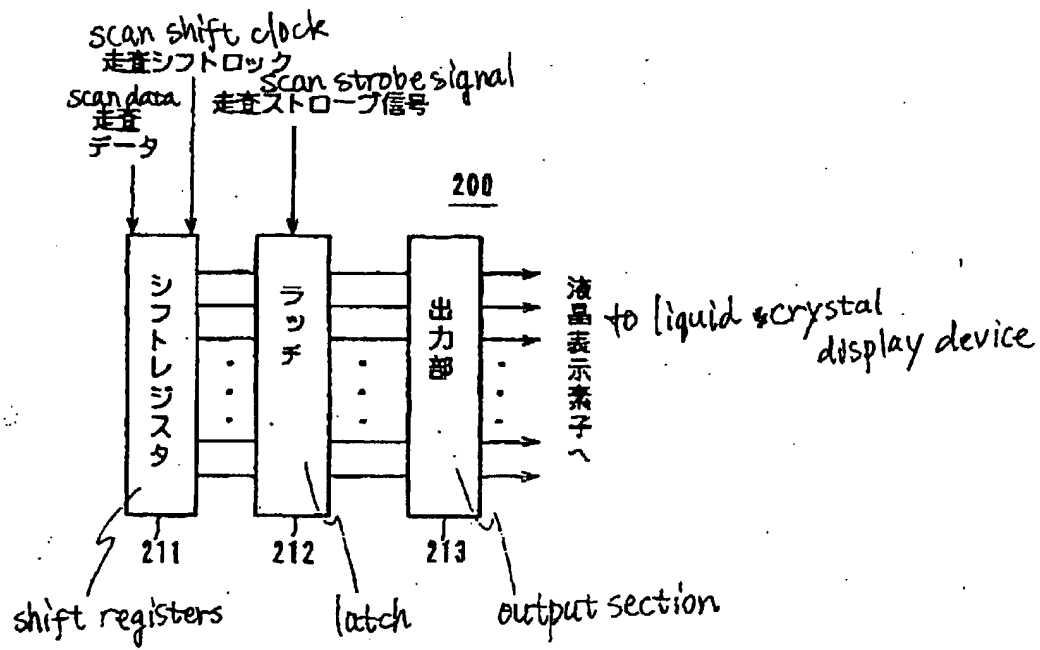 scan shift clock
走査シフトロック
scan strobe signal
走査ストローブ信号
scan data
走査
データ
200
シフトレジスタ
ラッチ
出力部
液晶表示素子へ
to liquid crystal
display device
211
212
213
shift registers
latch
output section